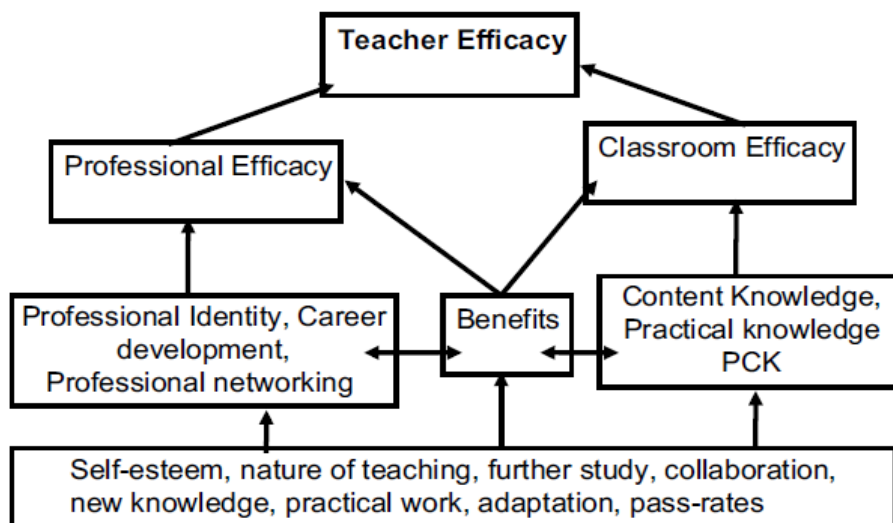 Teacher Efficacy
Professional Efficacy
Classroom Efficacy
Professional Identity, Career
development,
Professional networking
Benefits
Content Knowledge,
Practical knowledge
PCK
Self-esteem, nature of teaching, further study, collaboration,
new knowledge, practical work, adaptation, pass-rates